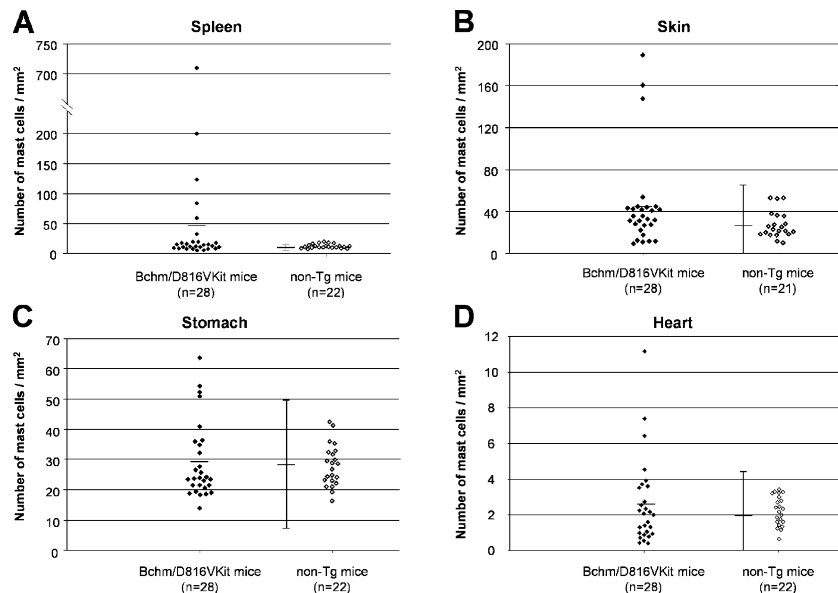 A
Spleen
Number of mast cells / mm²
750
700
200
150
100
50
0
Bchm/D816VKit mice
(n=28)
non-Tg mice
(n=22)
B
Skin
Number of mast cells / mm²
200
160
120
80
40
0
Bchm/D816VKit mice
(n=28)
non-Tg mice
(n=21)
C
Stomach
Number of mast cells / mm²
70
60
50
40
30
20
10
0
Bchm/D816VKit mice
(n=28)
non-Tg mice
(n=22)
D
Heart
Number of mast cells / mm²
12
10
8
6
4
2
0
Bchm/D816VKit mice
(n=28)
non-Tg mice
(n=22)